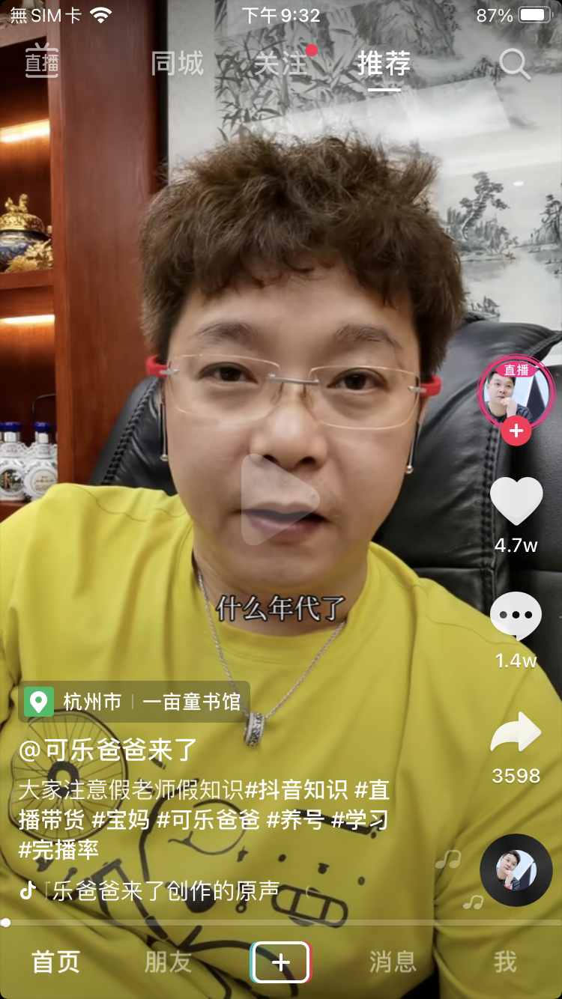 無SIM卡 下午9:32 87%
直播 同城 关注 推荐
直播
4.7w
什么年代了
1.4w
杭州市 | 一亩童书馆
@可乐爸爸来了
3598
大家注意假老师假知识#抖音知识 #直
播带货 #宝妈 #可乐爸爸 #养号 #学习
#完播率
乐爸爸来了创作的原声
首页 朋友 消息 我